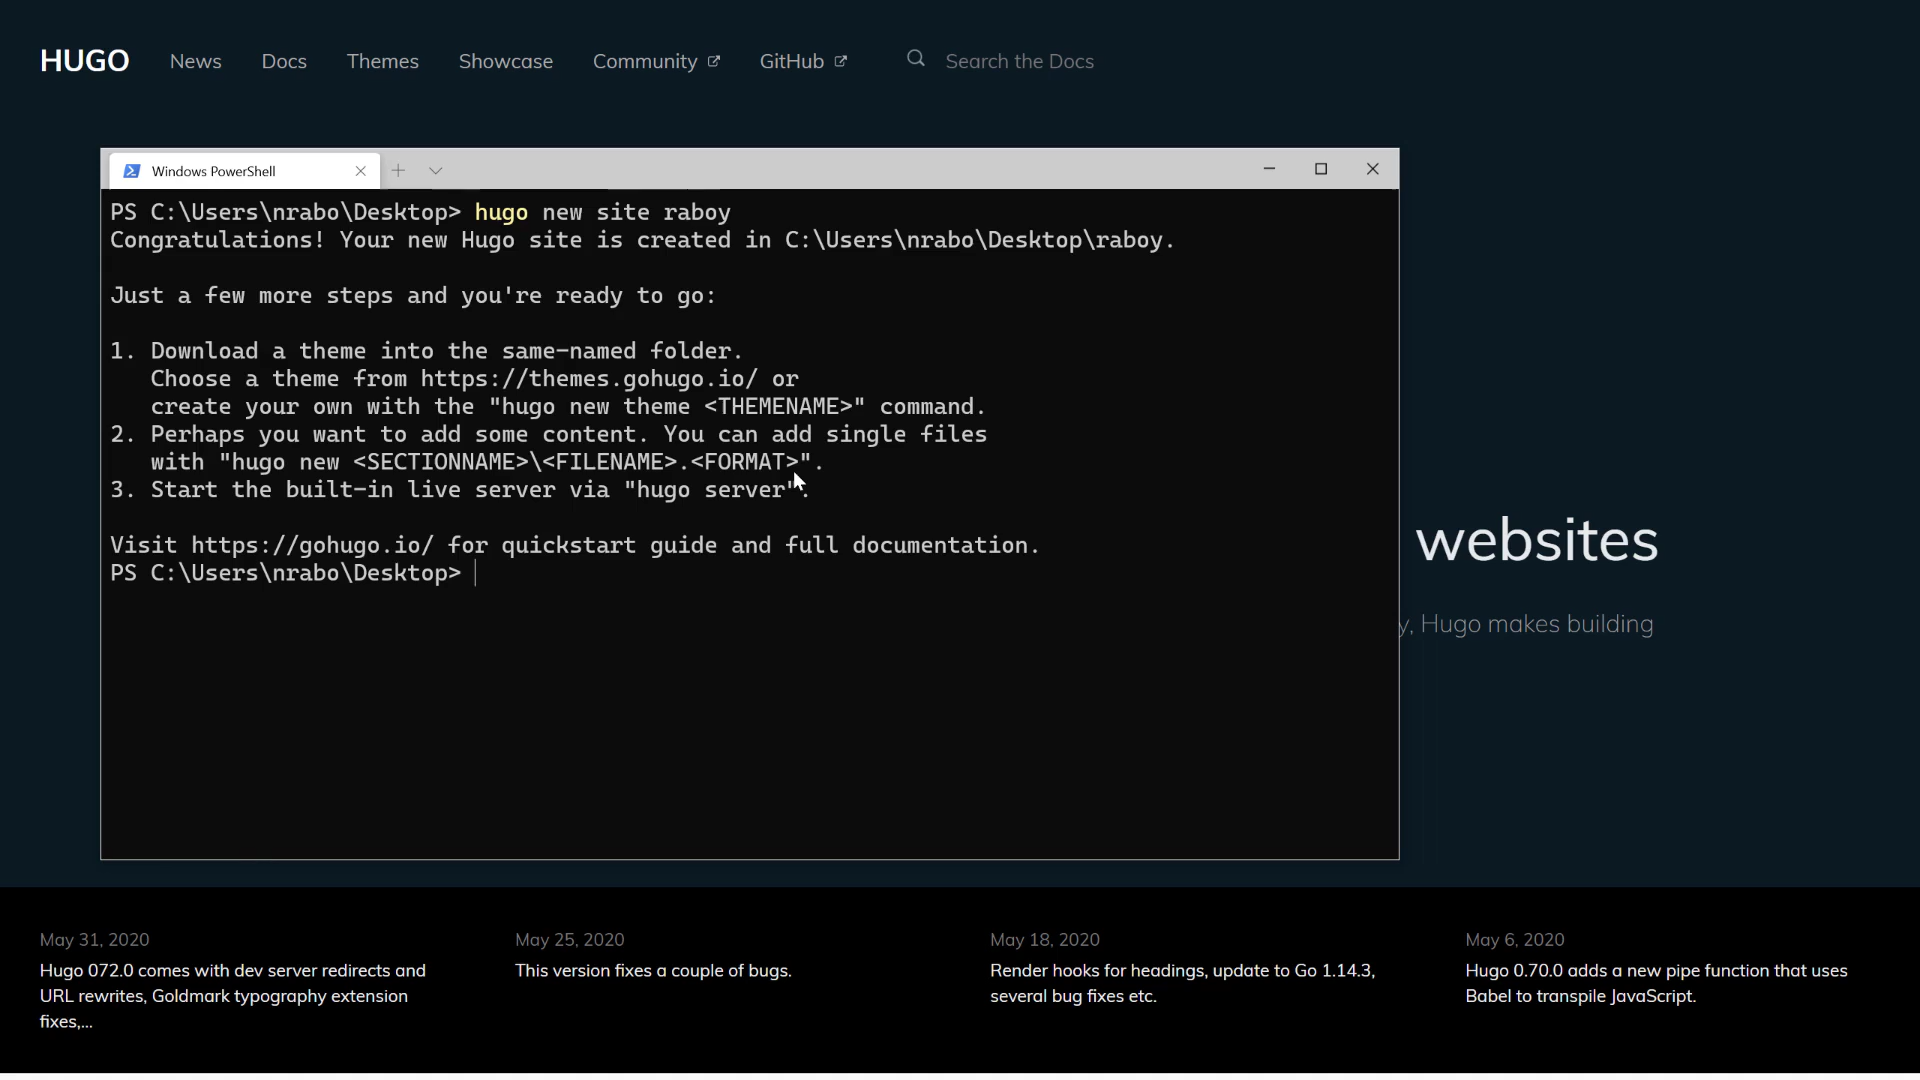 HUGO News Docs Themes Showcase Community GitHub Search the Docs
Windows PowerShell
PS C:\Users\nrabo\Desktop> hugo new site raboy
Congratulations! Your new Hugo site is created in C:\Users\nrabo\Desktop\raboy.
Just a few more steps and you're ready to go:
1. Download a theme into the same-named folder.
Choose a theme from https://themes.gohugo.io/ or
create your own with the "hugo new theme <THEMENAME>" command.
2. Perhaps you want to add some content. You can add single files
with "hugo new <SECTIONNAME>\<FILENAME>.<FORMAT>".
3. Start the built-in live server via "hugo server".
Visit https://gohugo.io/ for quickstart guide and full documentation.
PS C:\Users\nrabo\Desktop>
websites
y, Hugo makes building
May 31, 2020
Hugo 072.0 comes with dev server redirects and
URL rewrites, Goldmark typography extension
fixes,...
May 25, 2020
This version fixes a couple of bugs.
May 18, 2020
Render hooks for headings, update to Go 1.14.3,
several bug fixes etc.
May 6, 2020
Hugo 0.70.0 adds a new pipe function that uses
Babel to transpile JavaScript.